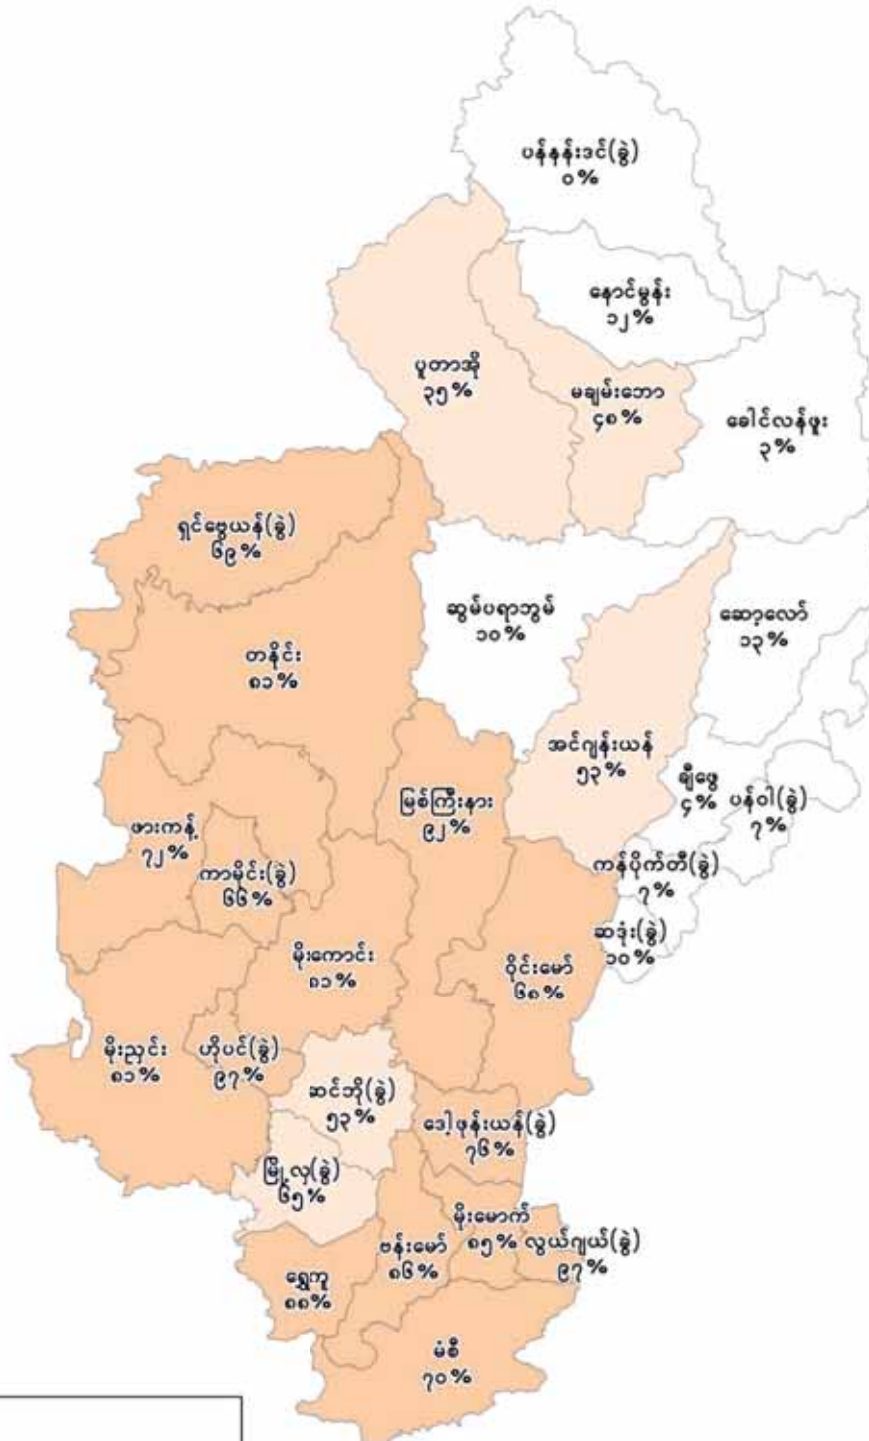 ပန်နန်းဒင်(ခွဲ)
၀%
နောင်မွန်း
၁၂%
ပူတာအို
၃၅%
မချမ်းဘော
၄၈%
ခေါင်လန်ဖူး
၃%
ရှင်ဗွေယန်(ခွဲ)
၆၉%
ဆွမ်ပရာဘွမ်
၁၀%
ဆော့လော်
၁၃%
တနိုင်း
၈၁%
အင်ဂျန်းယန်
၅၃%
ချီဖွေ
၄%
ပန်ဝါ(ခွဲ)
၇%
မြစ်ကြီးနား
၉၂%
ဖားကန့်
၇၂%
ကာမိုင်း(ခွဲ)
၆၆%
ကန်ပိုက်တီ(ခွဲ)
၇%
ဆဒုံး(ခွဲ)
၁၀%
မိုးကောင်း
၈၁%
ဝိုင်းမော်
၆၈%
မိုးညှင်း
၈၁%
ဟိုပင်(ခွဲ)
၉၇%
ဆင်ဘို(ခွဲ)
၅၃%
ဒေါ့ဖုန်းယန်(ခွဲ)
၇၆%
မြို့လှ(ခွဲ)
၆၅%
မိုးမောက်
၈၅%
လွယ်ဂျယ်(ခွဲ)
၉၇%
ဗန်းမော်
၈၆%
ရွှေကူ
၈၈%
မံစီ
၇၀%